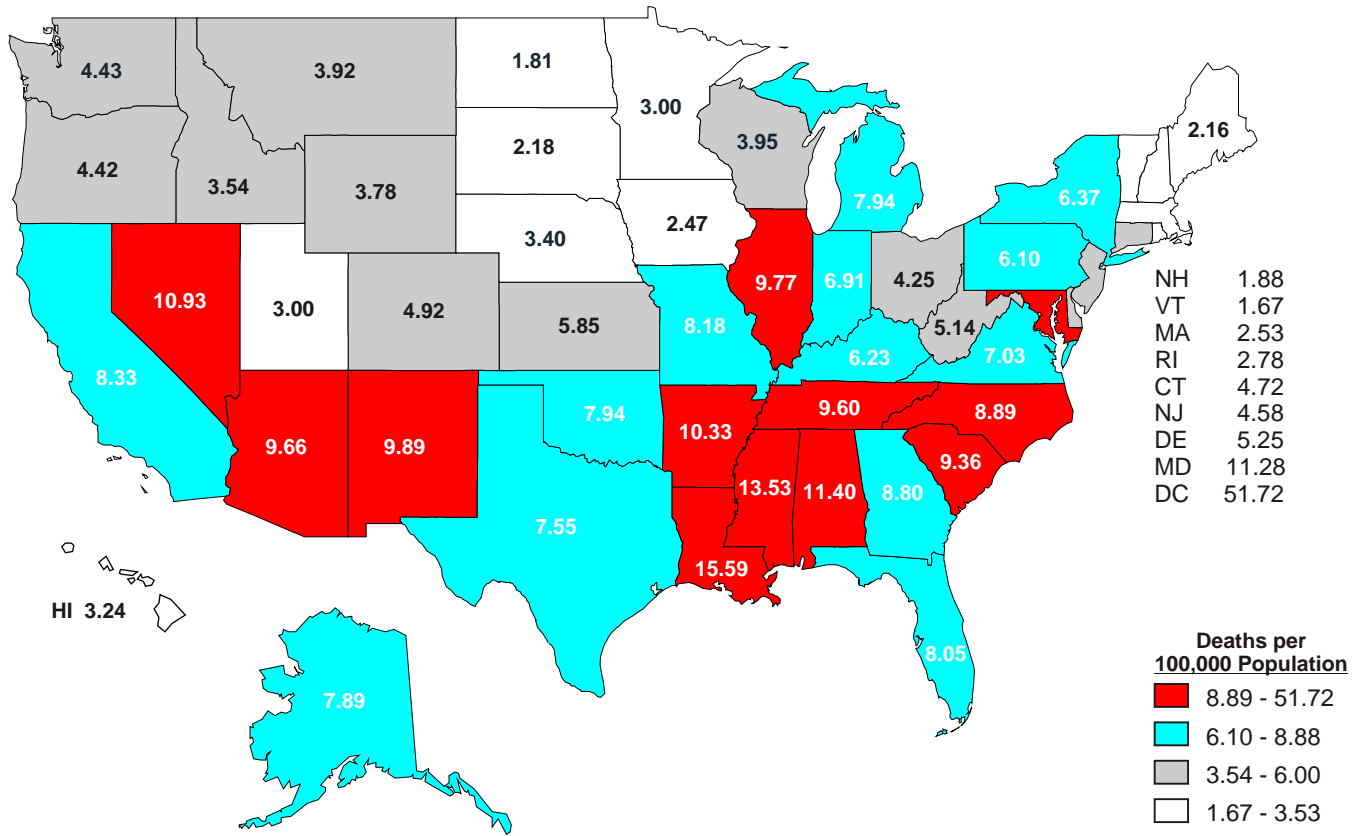 4.43
3.92
1.81
3.00
3.95
2.16
4.42
3.54
3.78
2.18
7.94
6.37
2.47
3.40
6.10
10.93
3.00
4.92
5.85
8.18
9.77
6.91
4.25
5.14
7.03
6.23
8.33
9.66
9.89
7.94
10.33
9.60
8.89
9.36
7.55
13.53
11.40
8.80
15.59
8.05
HI 3.24
7.89
NH 1.88
VT 1.67
MA 2.53
RI 2.78
CT 4.72
NJ 4.58
DE 5.25
MD 11.28
DC 51.72
Deaths per
100,000 Population
8.89 - 51.72
6.10 - 8.88
3.54 - 6.00
1.67 - 3.53